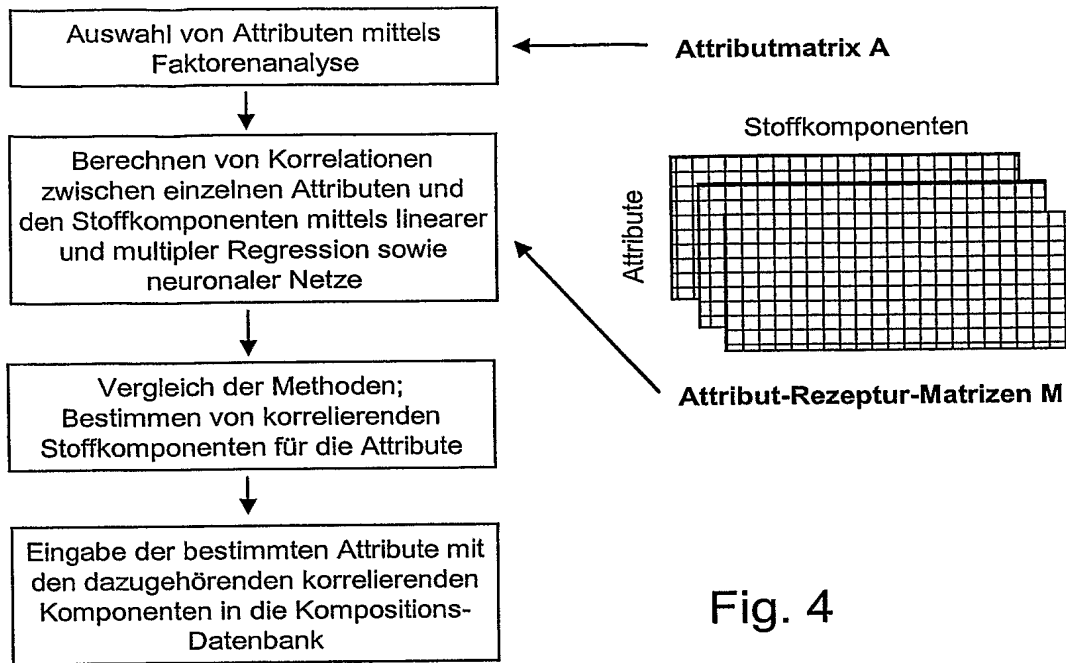 Auswahl von Attributen mittels
Faktorenanalyse
Attributmatrix A
Berechnen von Korrelationen
zwischen einzelnen Attributen und
den Stoffkomponenten mittels linearer
und multipler Regression sowie
neuronaler Netze
Stoffkomponenten
Attribute
Attribut-Rezeptur-Matrizen M
Vergleich der Methoden;
Bestimmen von korrelierenden
Stoffkomponenten für die Attribute
Eingabe der bestimmten Attribute mit
den dazugehörenden korrelierenden
Komponenten in die Kompositions-
Datenbank
Fig. 4